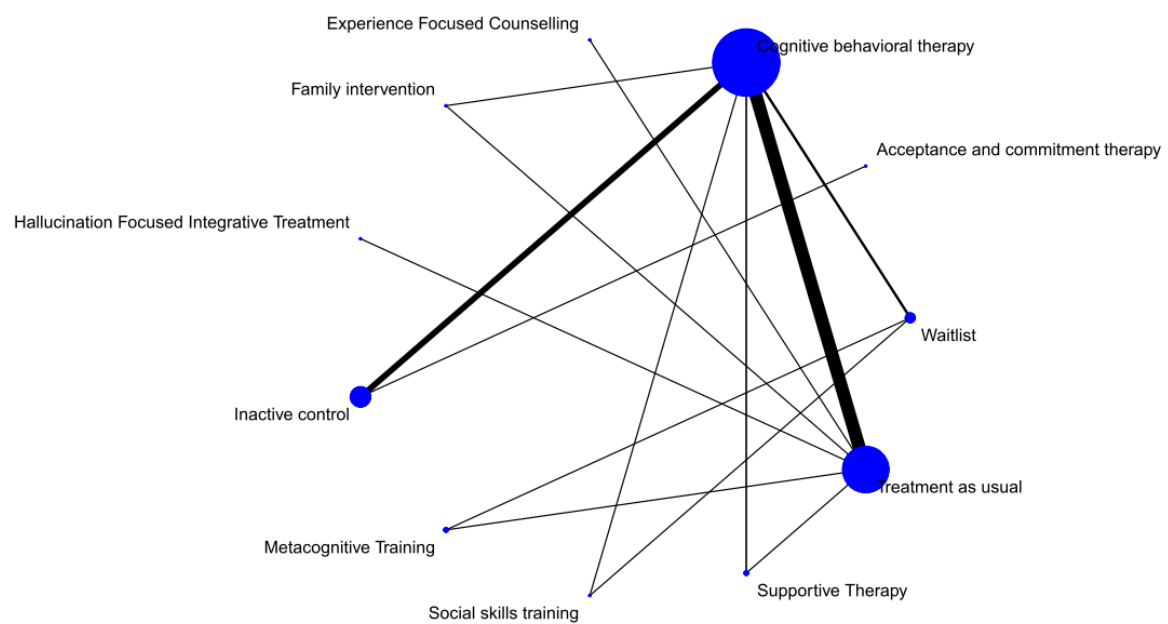 Experience Focused Counselling
Cognitive behavioral therapy
Family intervention
Acceptance and commitment therapy
Hallucination Focused Integrative Treatment
Waitlist
Inactive control
Treatment as usual
Metacognitive Training
Supportive Therapy
Social skills training